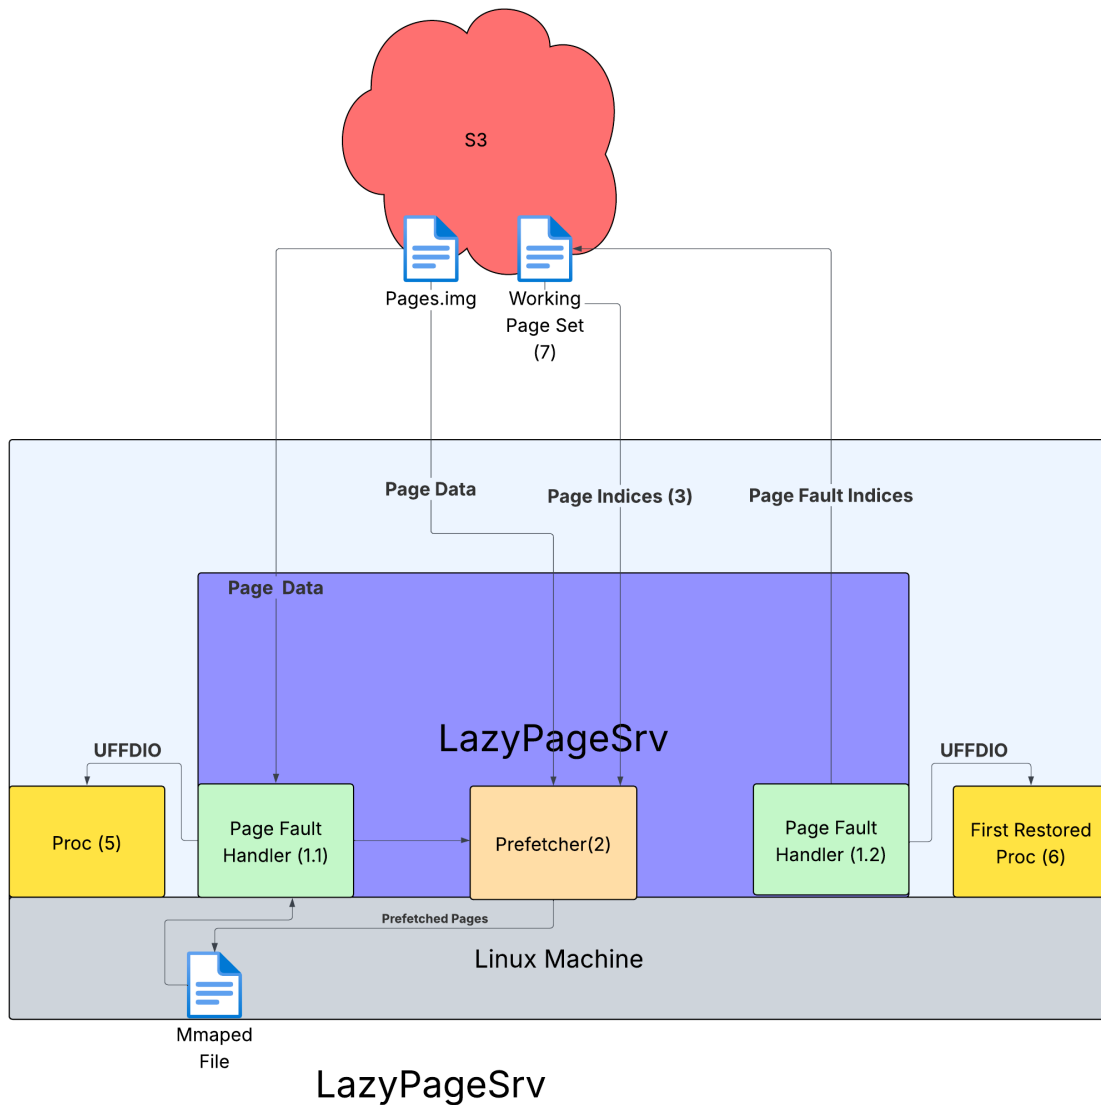 S3
Pages.img
Working
Page Set
(7)
Page Data
Page Indices (3)
Page Fault Indices
Page  Data
LazyPageSrv
UFFDIO
UFFDIO
Proc (5)
Page Fault
Handler (1.1)
Prefetcher(2)
Page Fault
Handler (1.2)
First Restored
Proc (6)
Prefetched Pages
Linux Machine
Mmaped
File
LazyPageSrv